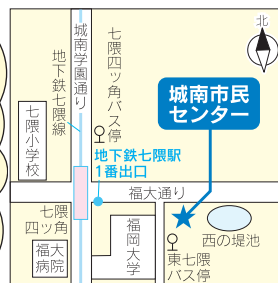 城南学園通り
地下鉄七隈線
七隈四ツ角バス停
北
城南市民
センター
七隈小学校
地下鉄七隈駅
1番出口
福大通り
七隈
四ツ角
福大
病院
福岡大学
西の堤池
東七隈
バス停